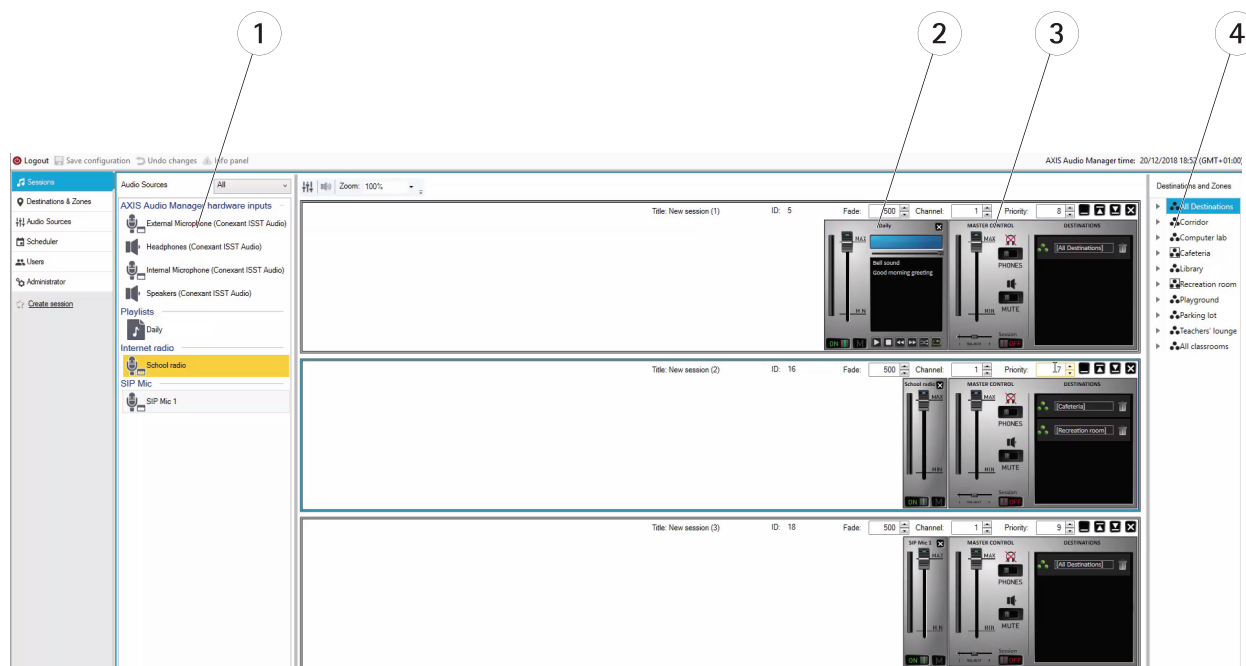 1
2
3
4
Logout Save configuration Undo changes Info panel
AXIS Audio Manager time: 20/12/2018 18:52 (GMT+01:00)
Sessions
Destinations & Zones
Audio Sources
Scheduler
Users
Administrator
Create session
Audio Sources All
AXIS Audio Manager hardware inputs
External Microphone (Conexant ISST Audio)
Headphones (Conexant ISST Audio)
Internal Microphone (Conexant ISST Audio)
Speakers (Conexant ISST Audio)
Playlists
Daily
Internet radio
School radio
SIP Mic
SIP Mic 1
Zoom: 100%
Title: New session (1) ID: 5 Fade: 500 Channel: 1 Priority: 8
Daily
MAX
Bell sound
Good morning greeting
MIN
ON M
MASTER CONTROL
MAX
PHONES
MUTE
MIN
Session
OFF
DESTINATIONS
[All Destinations]
Title: New session (2) ID: 16 Fade: 500 Channel: 1 Priority: 7
School radio
MAX
MIN
ON M
MASTER CONTROL
MAX
PHONES
MUTE
MIN
Session
OFF
DESTINATIONS
[Cafeteria]
[Recreation room]
Title: New session (3) ID: 18 Fade: 500 Channel: 1 Priority: 9
SIP Mic 1
MAX
MIN
ON M
MASTER CONTROL
MAX
PHONES
MUTE
MIN
Session
OFF
DESTINATIONS
[All Destinations]
Destinations and Zones
All Destinations
Corridor
Computer lab
Cafeteria
Library
Recreation room
Playground
Parking lot
Teachers' lounge
All classrooms